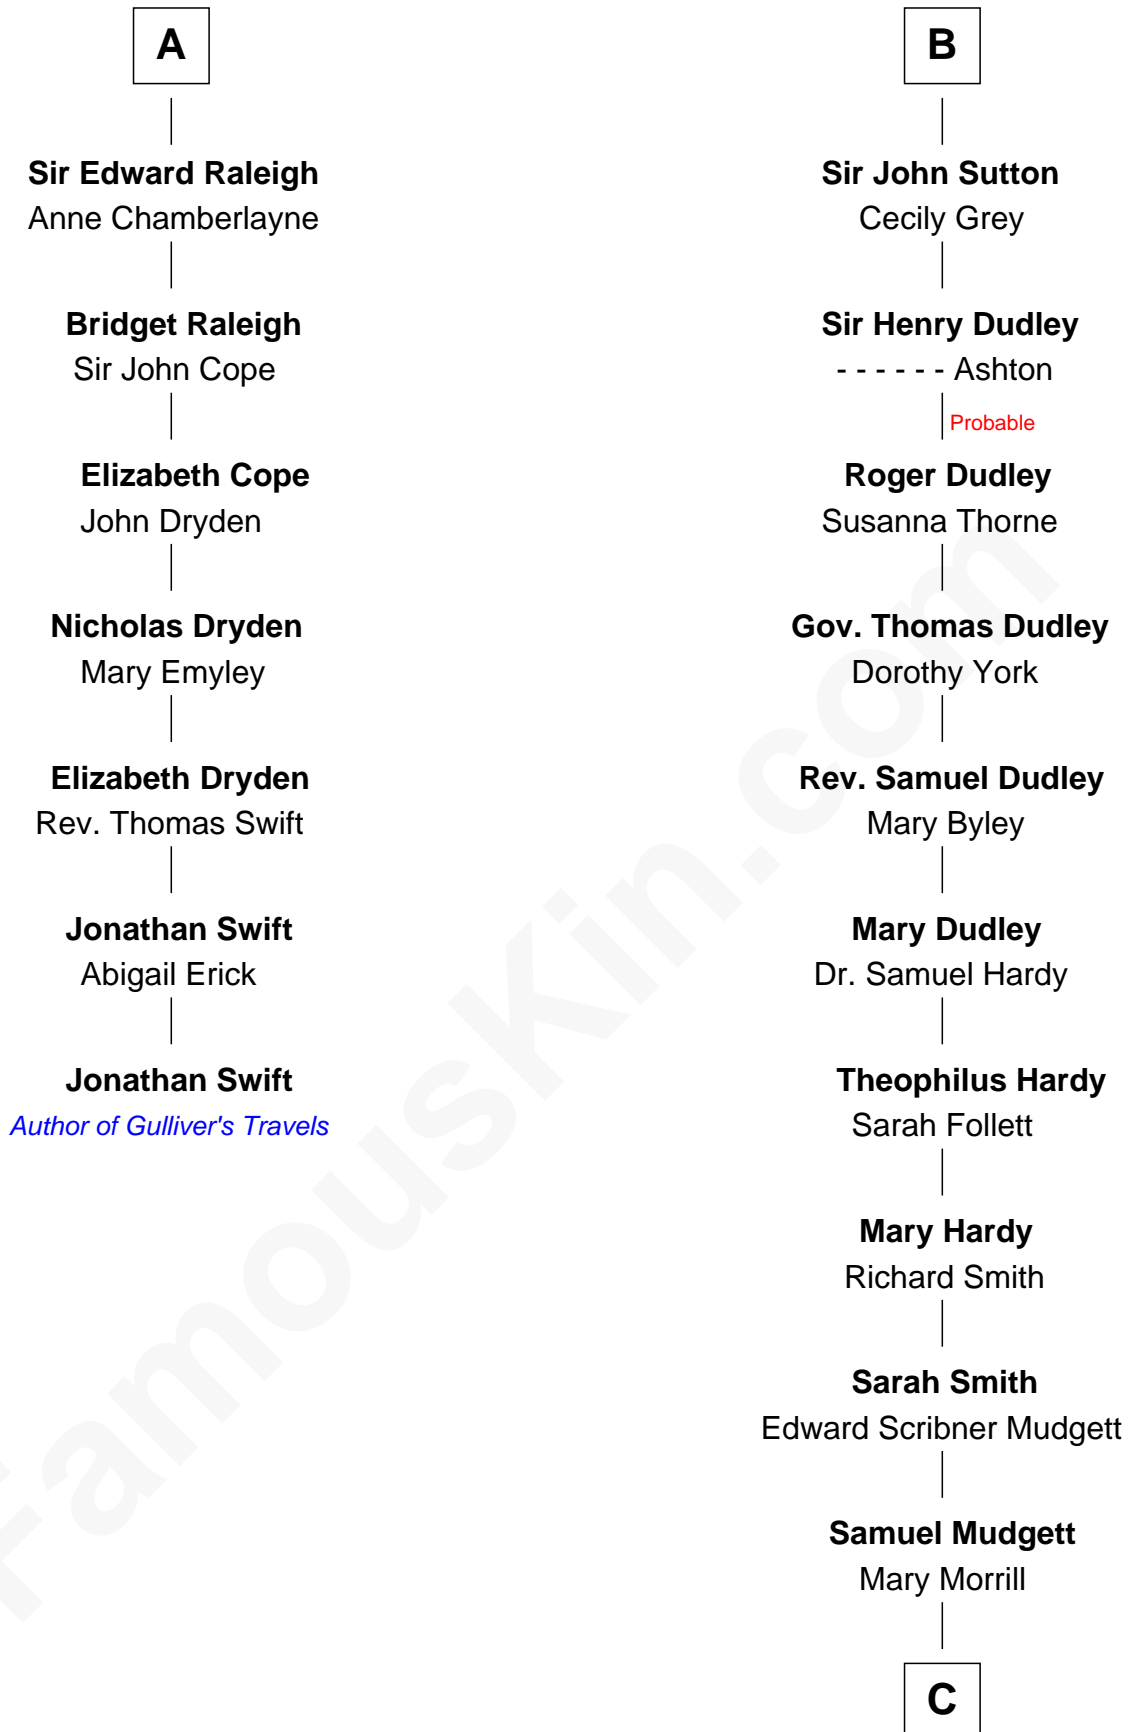 A
Sir Edward Raleigh
Anne Chamberlayne
Bridget Raleigh
Sir John Cope
Elizabeth Cope
John Dryden
Nicholas Dryden
Mary Emyley
Elizabeth Dryden
Rev. Thomas Swift
Jonathan Swift
Abigail Erick
Jonathan Swift
Author of Gulliver's Travels
B
Sir John Sutton
Cecily Grey
Sir Henry Dudley
- - - - - - Ashton
Probable
Roger Dudley
Susanna Thorne
Gov. Thomas Dudley
Dorothy York
Rev. Samuel Dudley
Mary Byley
Mary Dudley
Dr. Samuel Hardy
Theophilus Hardy
Sarah Follett
Mary Hardy
Richard Smith
Sarah Smith
Edward Scribner Mudgett
Samuel Mudgett
Mary Morrill
C
FamousKin.com